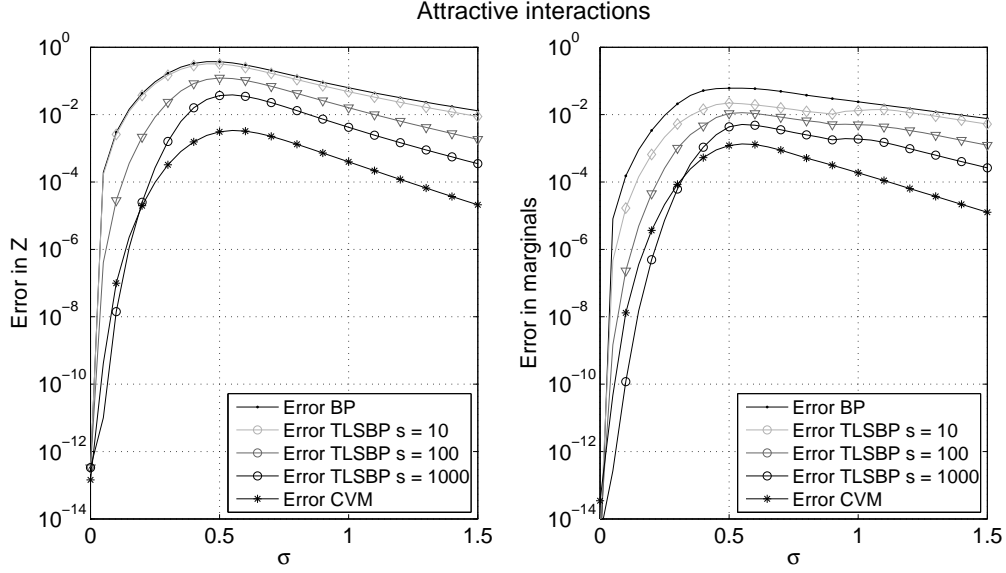 Attractive interactions
Error in Z
10^0
10^-2
10^-4
10^-6
10^-8
10^-10
10^-12
10^-14
0
0.5
1
1.5
σ
Error BP
Error TLSBP s = 10
Error TLSBP s = 100
Error TLSBP s = 1000
Error CVM
Error in marginals
10^0
10^-2
10^-4
10^-6
10^-8
10^-10
10^-12
10^-14
0
0.5
1
1.5
σ
Error BP
Error TLSBP s = 10
Error TLSBP s = 100
Error TLSBP s = 1000
Error CVM